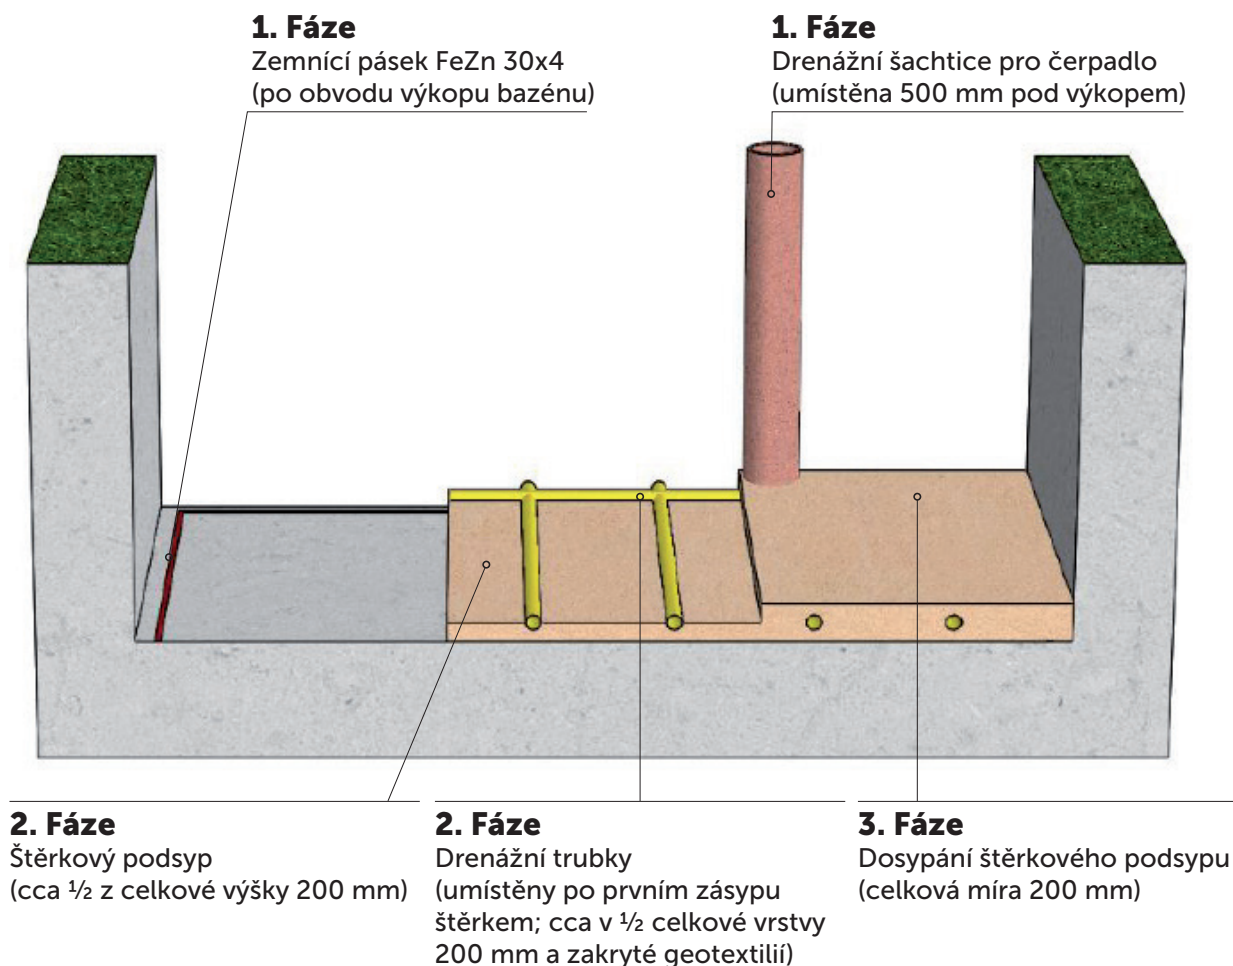 1. Fáze
Zemnící pásek FeZn 30x4
(po obvodu výkopu bazénu)
1. Fáze
Drenážní šachtice pro čerpadlo
(umístěna 500 mm pod výkopem)
2. Fáze
Štěrkový podsyp
(cca ½ z celkové výšky 200 mm)
2. Fáze
Drenážní trubky
(umístěny po prvním zásypu
štěrkem; cca v ½ celkové vrstvy
200 mm a zakryté geotextilií)
3. Fáze
Dosypání štěrkového podsypu
(celková míra 200 mm)